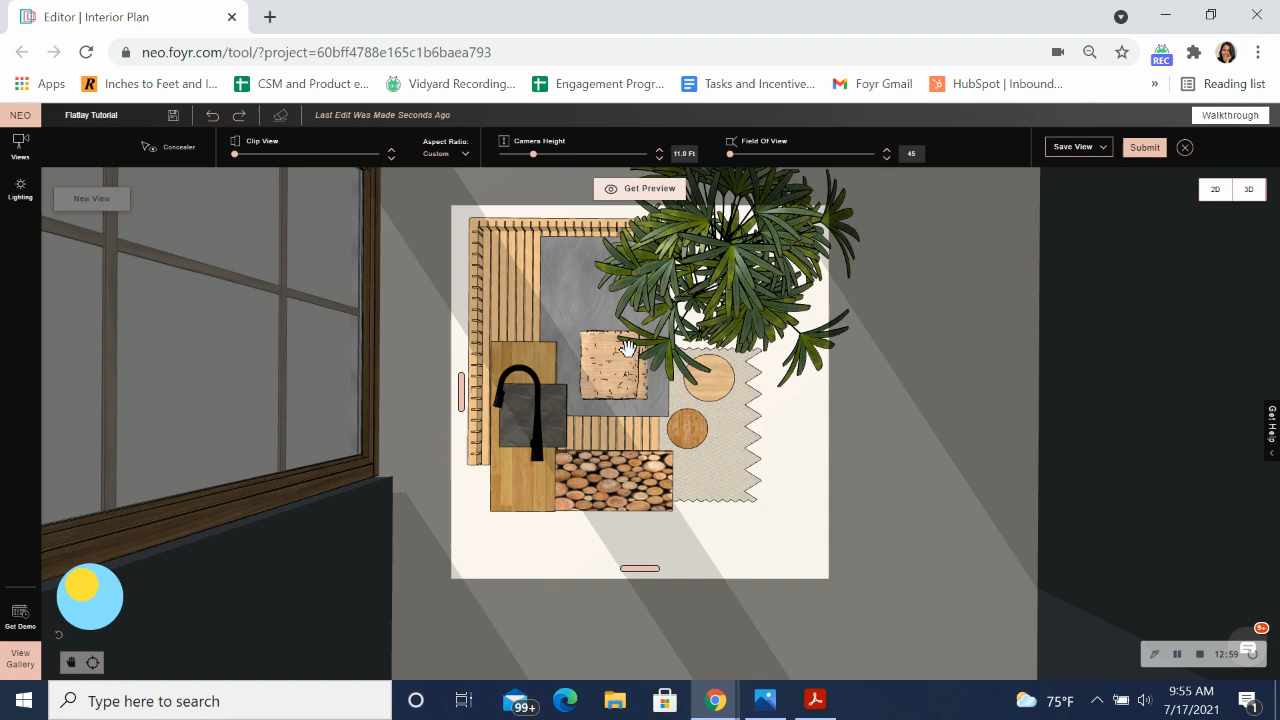 Editor | Interior Plan
neo.foyr.com/tool/?project=60bff4788e165c1b6baea793
REC
Apps
Inches to Feet and I...
CSM and Product e...
Vidyard Recording...
Engagement Progr...
Tasks and Incentive...
Foyr Gmail
HubSpot | Inbound...
»
Reading list
NEO
Flatlay Tutorial
Last Edit Was Made Seconds Ago
Walkthrough
Views
Concealer
Clip View
Aspect Ratio:
Custom
Camera Height
11.0 Ft
Field Of View
45
Save View
Submit
Lighting
New View
Get Preview
2D
3D
Get Help
Get Demo
View
Gallery
9+
12:59
Type here to search
99+
75°F
9:55 AM
7/17/2021
1